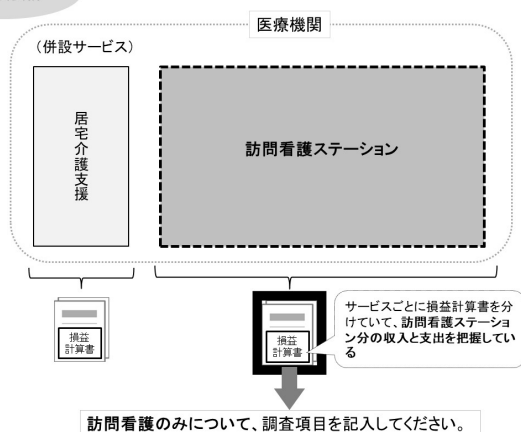 医療機関
（併設サービス）
居宅介護支援
訪問看護ステーション
損益
計算書
損益
計算書
サービスごとに損益計算書を分
けていて、訪問看護ステーショ
ン分の収入と支出を把握してい
る
訪問看護のみについて、調査項目を記入してください。